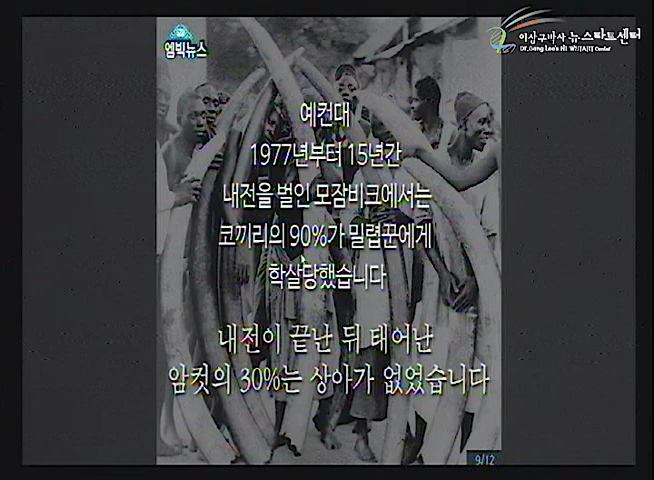 엠빅뉴스
이상구박사 뉴스타트센터
예컨대
1977년부터 15년간
내전을 벌인 모잠비크에서는
코끼리의 90%가 밀렵꾼에게
학살당했습니다
내전이 끝난 뒤 태어난
암컷의 30%는 상아가 없었습니다
9/12